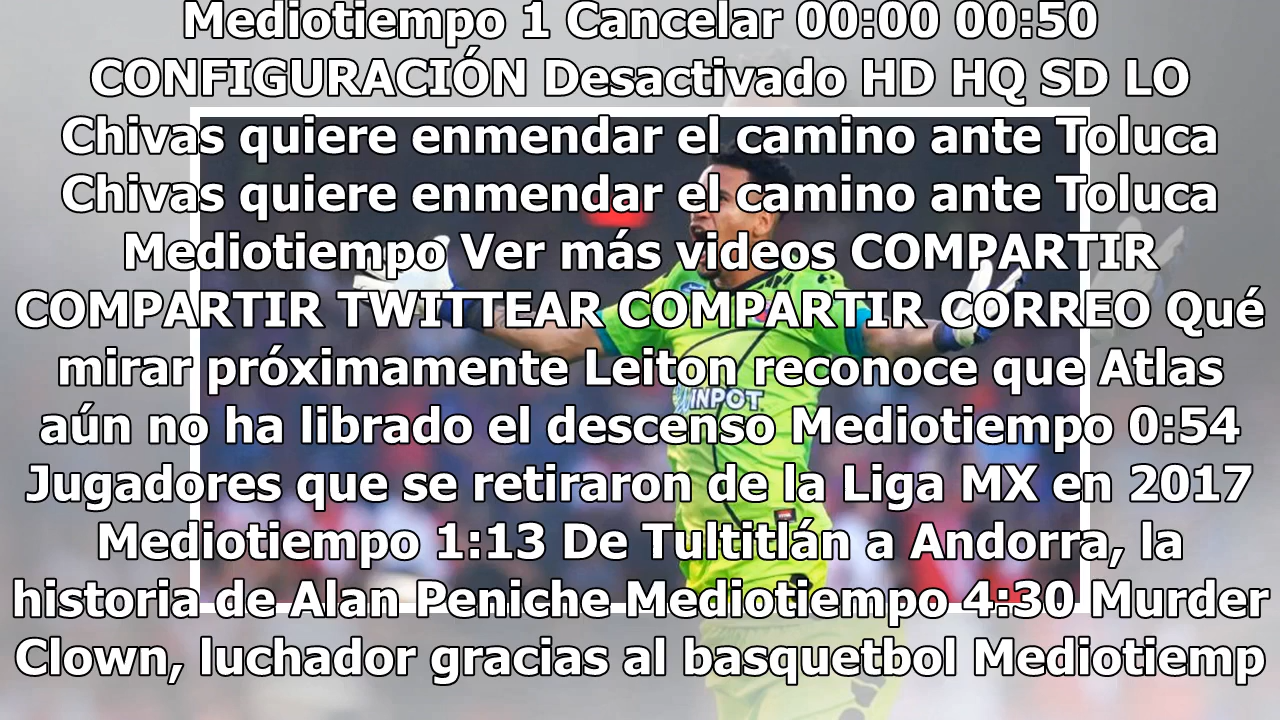 Mediotiempo 1 Cancelar 00:00 00:50
CONFIGURACIÓN Desactivado HD HQ SD LO
Chivas quiere enmendar el camino ante Toluca
Chivas quiere enmendar el camino ante Toluca
Mediotiempo Ver más videos COMPARTIR
COMPARTIR TWITTEAR COMPARTIR CORREO Qué
mirar próximamente Leiton reconoce que Atlas
aún no ha librado el descenso Mediotiempo 0:54
INPOT
Jugadores que se retiraron de la Liga MX en 2017
Mediotiempo 1:13 De Tultitlán a Andorra, la
historia de Alan Peniche Mediotiempo 4:30 Murder
Clown, luchador gracias al basquetbol Mediotiemp